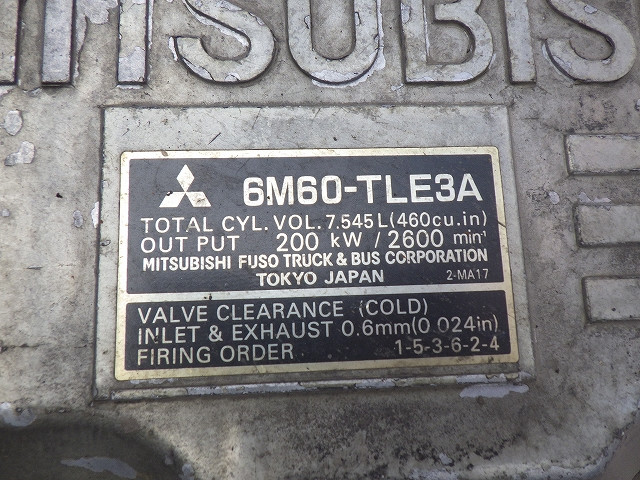 MITSUBIS
6M60-TLE3A
TOTAL CYL. VOL. 7.545L(460cu.in)
OUT PUT 200 kW / 2600 min-1
MITSUBISHI FUSO TRUCK & BUS CORPORATION
TOKYO JAPAN 2-MA17
VALVE CLEARANCE (COLD)
INLET & EXHAUST 0.6mm(0.024in)
FIRING ORDER 1-5-3-6-2-4